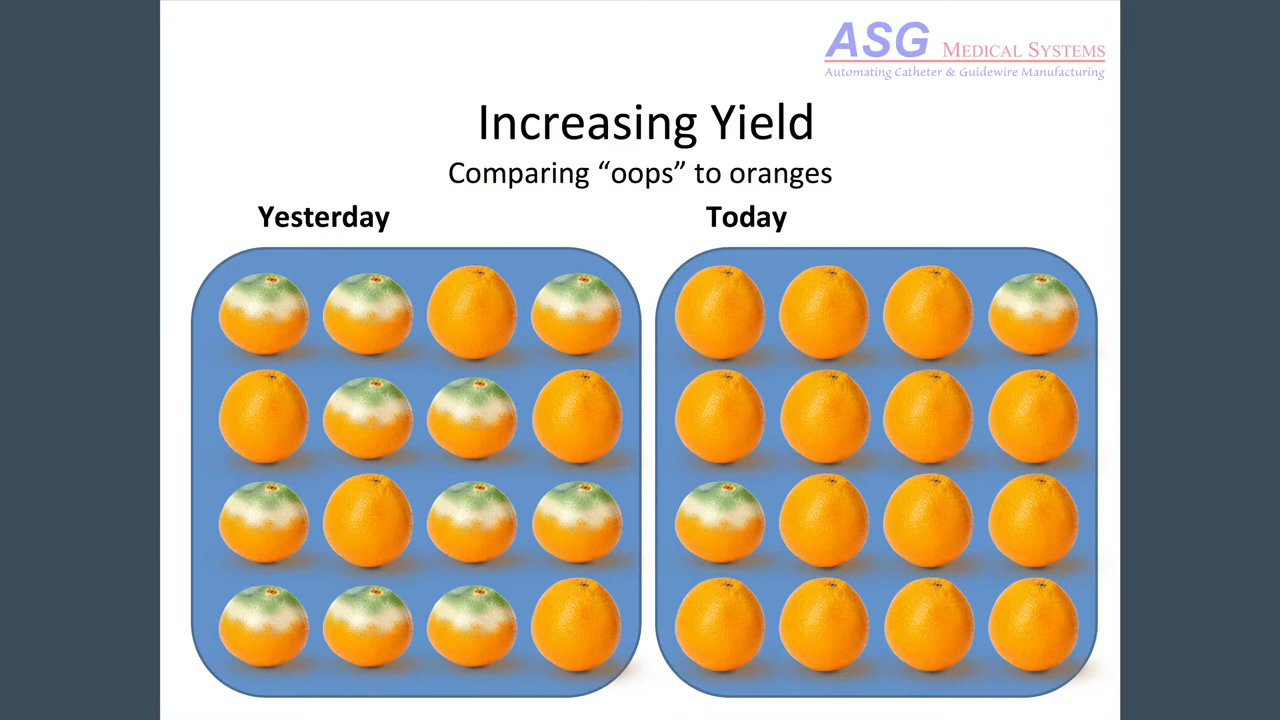 ASG Medical Systems
Automating Catheter & Guidewire Manufacturing
Increasing Yield
Comparing “oops” to oranges
Yesterday
Today